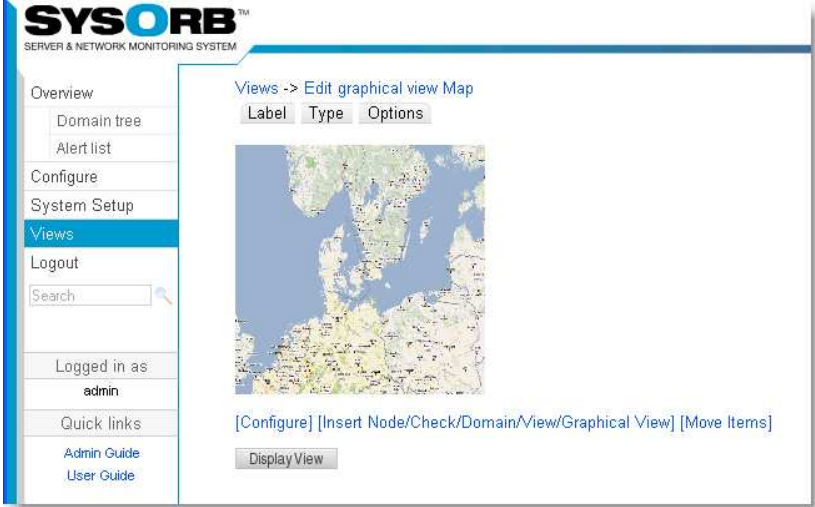 SYSORB™
SERVER & NETWORK MONITORING SYSTEM
Overview
Domain tree
Alert list
Configure
System Setup
Views
Logout
Search
Logged in as
admin
Quick links
Admin Guide
User Guide
Views -> Edit graphical view Map
Label Type Options
[Configure] [Insert Node/Check/Domain/View/Graphical View] [Move Items]
Display View